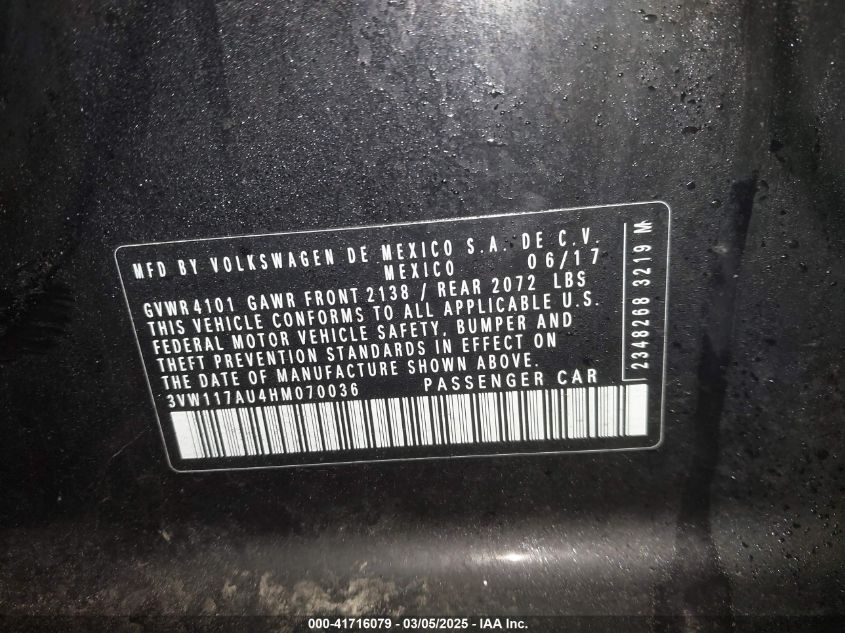 MFD BY VOLKSWAGEN DE MEXICO S.A. DE C.V.
MEXICO 06/17
GVWR 4101 GAWR FRONT 2138 / REAR 2072 LBS
THIS VEHICLE CONFORMS TO ALL APPLICABLE U.S.
FEDERAL MOTOR VEHICLE SAFETY, BUMPER AND
THEFT PREVENTION STANDARDS IN EFFECT ON
THE DATE OF MANUFACTURE SHOWN ABOVE.
3VW117AU4HM070036 PASSENGER CAR
2348268 3219 M
000-41716079 - 03/05/2025 - IAA Inc.